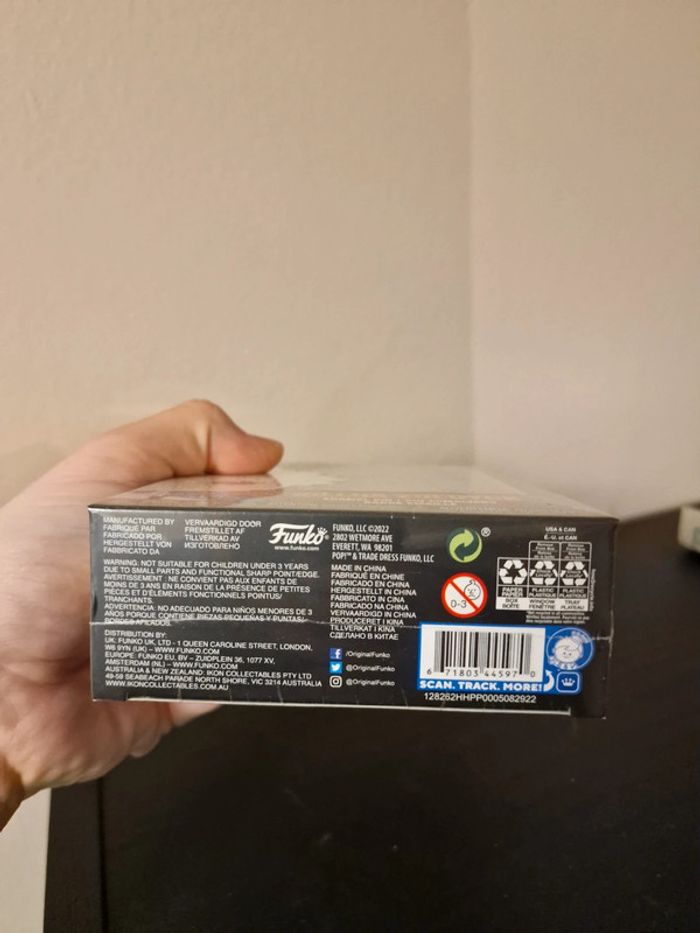 MANUFACTURED BY
FABRIQUÉ PAR
FABRICADO POR
HERGESTELLT VON
FABBRICATO DA
VERVAARDIGD DOOR
FREMSTILLET AF
TILLVERKAD AV
ИЗГОТОВЛЕНО
Funko®
www.funko.com
FUNKO, LLC ©2022
2802 WETMORE AVE
EVERETT, WA 98201
POP!™ & TRADE DRESS FUNKO, LLC
WARNING: NOT SUITABLE FOR CHILDREN UNDER 3 YEARS
DUE TO SMALL PARTS AND FUNCTIONAL SHARP POINT/EDGE.
AVERTISSEMENT : NE CONVIENT PAS AUX ENFANTS DE
MOINS DE 3 ANS EN RAISON DE LA PRÉSENCE DE PETITES
PIÈCES ET D'ÉLÉMENTS FONCTIONNELS POINTUS/
TRANCHANTS.
ADVERTENCIA: NO ADECUADO PARA NIÑOS MENORES DE 3
AÑOS PORQUE CONTIENE PIEZAS PEQUEÑAS Y PUNTAS/
BORDES AFILADOS.
DISTRIBUTION BY:
UK: FUNKO UK, LTD - 1 QUEEN CAROLINE STREET, LONDON,
W6 9YN (UK) – WWW.FUNKO.COM
EUROPE: FUNKO EU, BV – ZUIDPLEIN 36, 1077 XV,
AMSTERDAM (NL) – WWW.FUNKO.COM
AUSTRALIA & NEW ZEALAND: IKON COLLECTABLES PTY LTD
49-59 SEABEACH PARADE NORTH SHORE, VIC 3214 AUSTRALIA
WWW.IKONCOLLECTABLES.COM.AU
MADE IN CHINA
FABRIQUÉ EN CHINE
FABRICADO EN CHINA
HERGESTELLT IN CHINA
FABBRICATO IN CINA
FABRICADO NA CHINA
VERVAARDIGD IN CHINA
PRODUCERET I KINA
TILLVERKAT I KINA
СДЕЛАНО В КИТАЕ
/OriginalFunko
@OriginalFunko
@OriginalFunko
®
0-3
USA & CAN
É.-U. et CAN
PAPER
BOX
BOÎTE
PLASTIC
PLASTIQUE
WINDOW
FENÊTRE
PLASTIC
PLASTIQUE
TRAY
PLATEAU
6 71803 44597 0
SCAN. TRACK. MORE!
128262HHPP0005082922